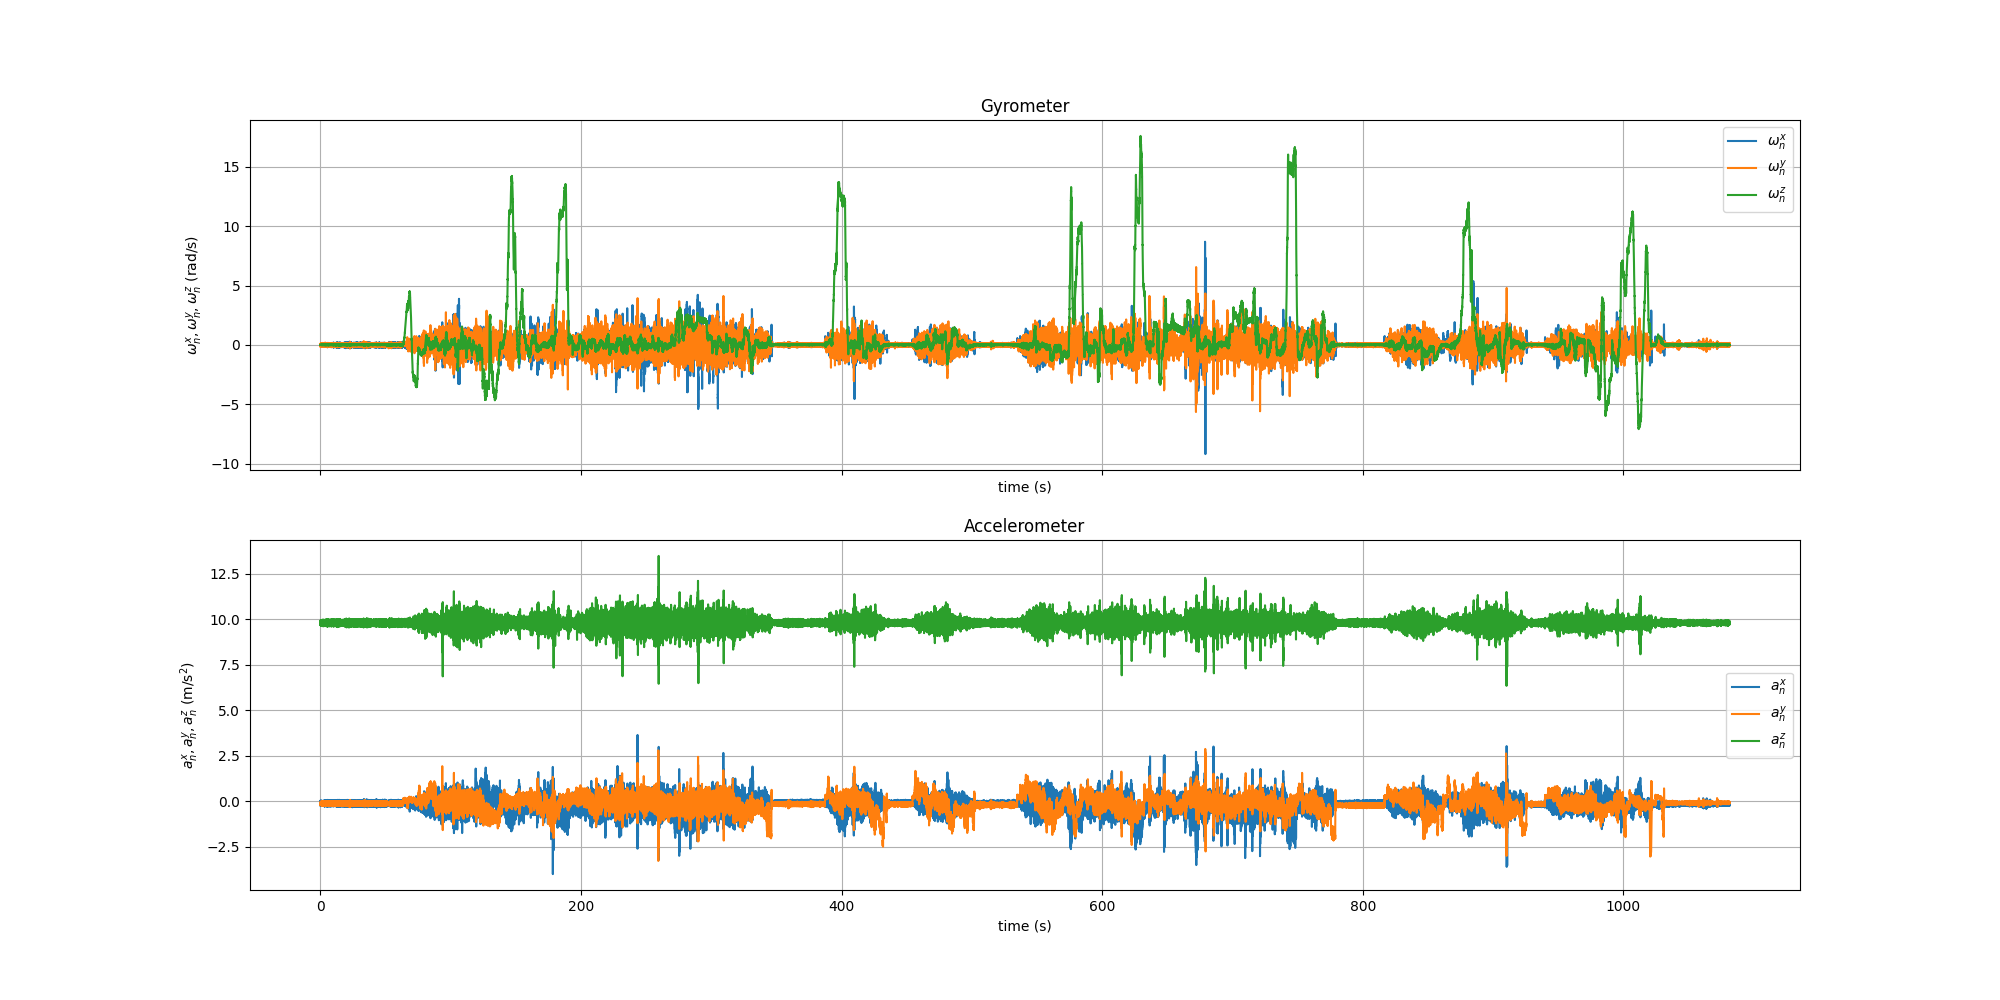 Gyrometer
15
10
5
0
−5
−10
ω_n^x, ω_n^y, ω_n^z (rad/s)
ω_n^x
ω_n^y
ω_n^z
time (s)
Accelerometer
12.5
10.0
7.5
5.0
2.5
0.0
−2.5
a_n^x, a_n^y, a_n^z (m/s²)
a_n^x
a_n^y
a_n^z
0 200 400 600 800 1000
time (s)